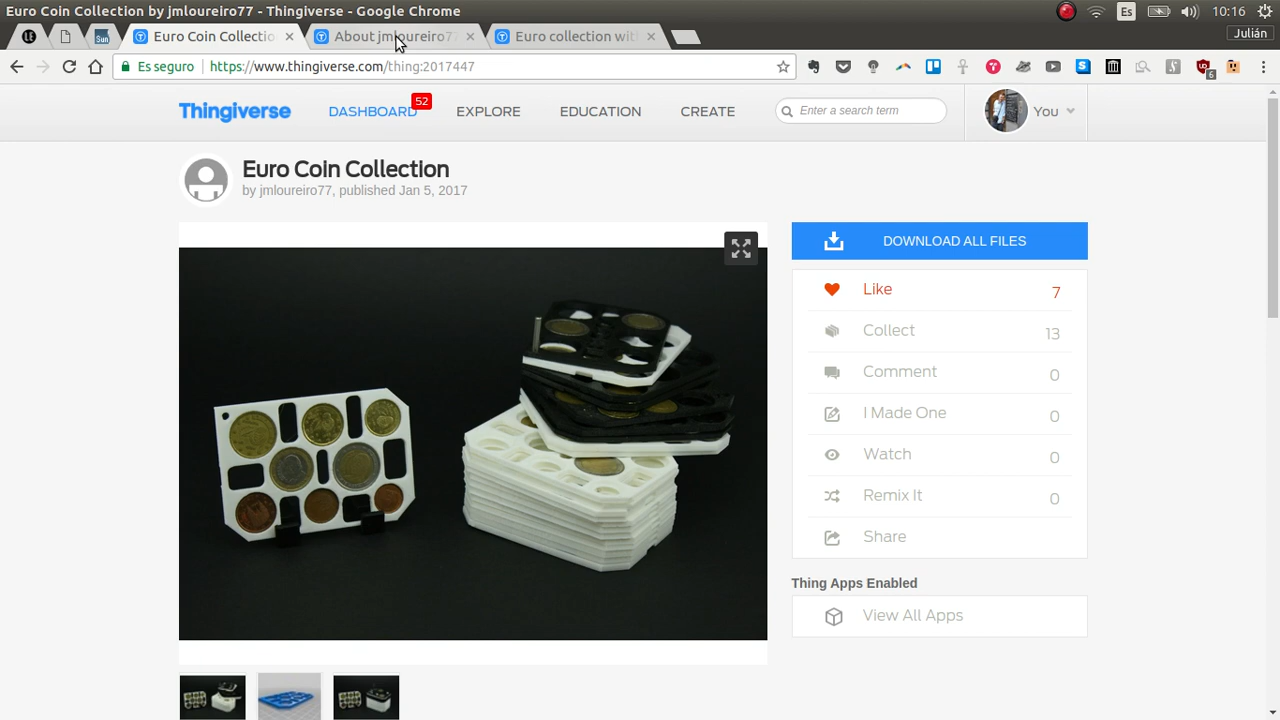 Euro Coin Collection by jmloureiro77 - Thingiverse - Google Chrome
Es
10:16
Euro Coin Collectio
About jmloureiro77
Euro collection wit
Julián
Es seguro
https://www.thingiverse.com/thing:2017447
6
Thingiverse
DASHBOARD
52
EXPLORE
EDUCATION
CREATE
Enter a search term
You
Euro Coin Collection
by jmloureiro77, published Jan 5, 2017
DOWNLOAD ALL FILES
Like 7
Collect 13
Comment 0
I Made One 0
Watch 0
Remix It 0
Share
Thing Apps Enabled
View All Apps